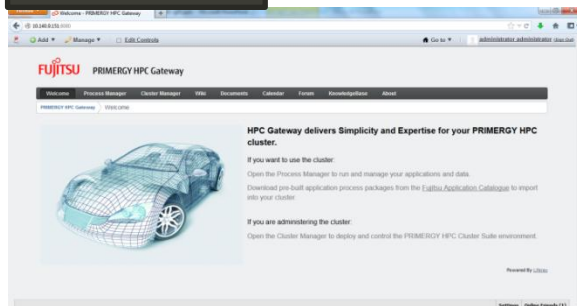 Welcome - PRIMERGY HPC Gateway
Add Manage Edit Controls Go to administrator administrator
FUJITSU PRIMERGY HPC Gateway
Welcome Process Manager Cluster Manager Wiki Documents Calendar Forum KnowledgeBase About
PRIMERGY HPC Gateway Welcome
HPC Gateway delivers Simplicity and Expertise for your PRIMERGY HPC
cluster.
If you want to use the cluster:
Open the Process Manager to run and manage your applications and data.
Download pre-built application process packages from the Fujitsu Application Catalogue to import
into your cluster.
If you are administering the cluster:
Open the Cluster Manager to deploy and control the PRIMERGY HPC Cluster Suite environment.
Powered By Liferay
Settings Online Friends (1)